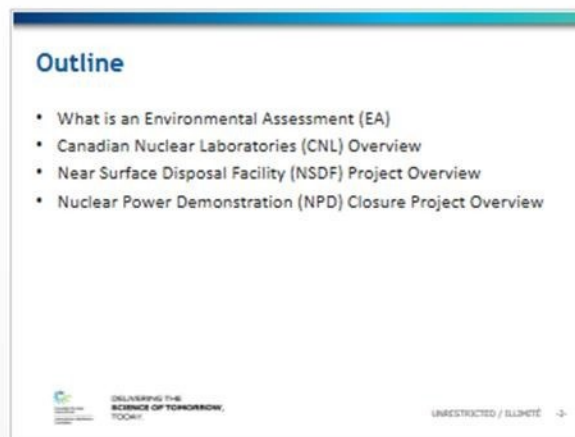 Outline
• What is an Environmental Assessment (EA)
• Canadian Nuclear Laboratories (CNL) Overview
• Near Surface Disposal Facility (NSDF) Project Overview
• Nuclear Power Demonstration (NPD) Closure Project Overview
DELIVERING THE
SCIENCE OF TOMORROW,
TODAY.
UNRESTRICTED / ILLIMITÉ -2-